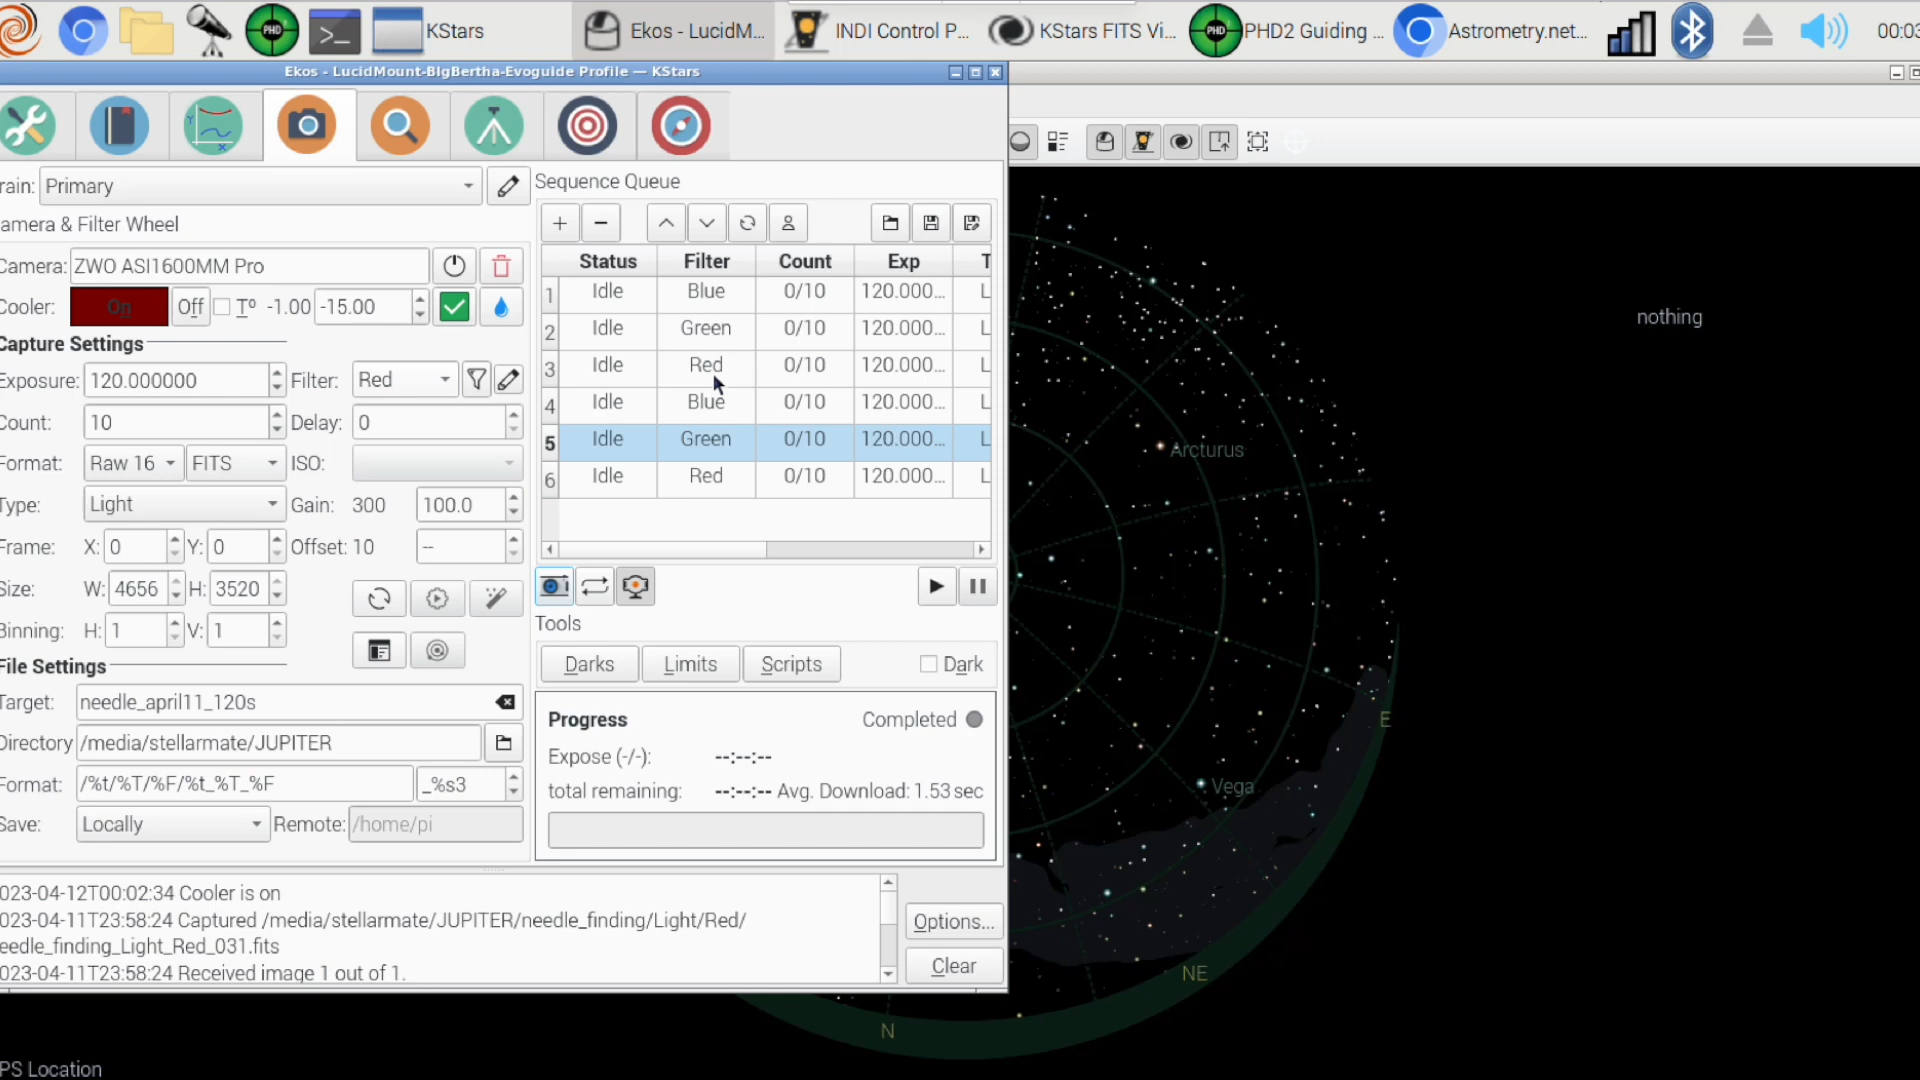 KStars
Ekos - LucidM...
INDI Control P...
KStars FITS Vi...
PHD2 Guiding ...
Astrometry.net...
Ekos - LucidMount-BIgBertha-Evoguide Profile — KStars
rain: Primary
Sequence Queue
amera & Filter Wheel
Camera: ZWO ASI1600MM Pro
Cooler: On Off Tº -1.00 -15.00
Capture Settings
Exposure: 120.000000 Filter: Red
Count: 10 Delay: 0
Format: Raw 16 FITS ISO:
Type: Light Gain: 300 100.0
Frame: X: 0 Y: 0 Offset: 10 --
Size: W: 4656 H: 3520
Binning: H: 1 V: 1
File Settings
Target: needle_april11_120s
Directory /media/stellarmate/JUPITER
Format: /%t/%T/%F/%t_%T_%F _%s3
Save: Locally Remote: /home/pi
Status Filter Count Exp T
1 Idle Blue 0/10 120.000... L
2 Idle Green 0/10 120.000... L
3 Idle Red 0/10 120.000... L
4 Idle Blue 0/10 120.000... L
5 Idle Green 0/10 120.000... L
6 Idle Red 0/10 120.000... L
Tools
Darks Limits Scripts Dark
Progress Completed
Expose (-/-): --:--:--
total remaining: --:--:-- Avg. Download: 1.53 sec
023-04-12T00:02:34 Cooler is on
023-04-11T23:58:24 Captured /media/stellarmate/JUPITER/needle_finding/Light/Red/
eedle_finding_Light_Red_031.fits
023-04-11T23:58:24 Received image 1 out of 1.
Options...
Clear
nothing
Arcturus
E
Vega
NE
N
PS Location